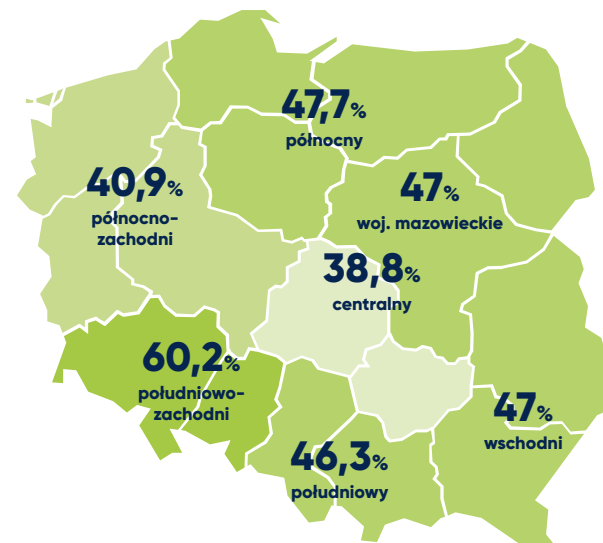 47,7%
północny
40,9%
północno-
zachodni
47%
woj. mazowieckie
38,8%
centralny
60,2%
południowo-
zachodni
47%
wschodni
46,3%
południowy